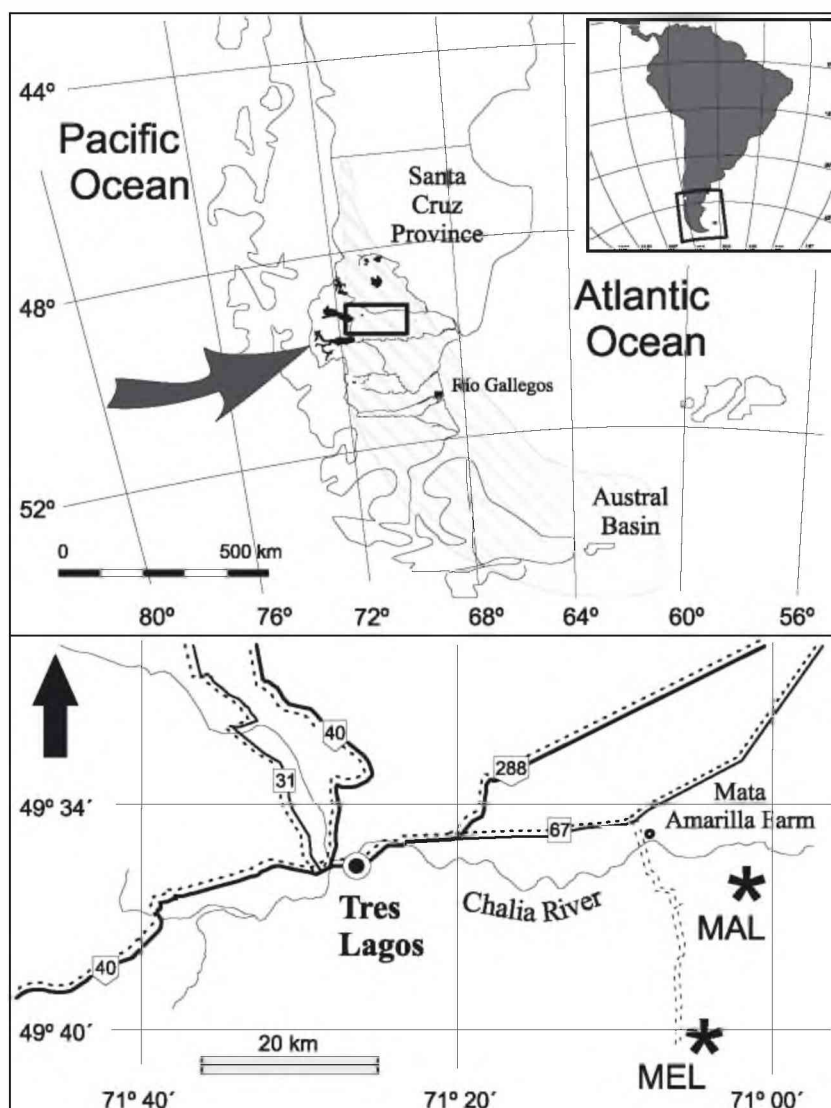 44º
Pacific
Ocean
Santa
Cruz
Province
48º
Atlantic
Ocean
Río Gallegos
52º
Austral
Basin
0 500 km
80º 76º 72º 68º 64º 60º 56º
40
31
288
49º 34´
67
Mata
Amarilla Farm
Tres
Lagos
Chalia River
MAL
40
49º 40´
20 km
MEL
71º 40´ 71º 20´ 71º 00´